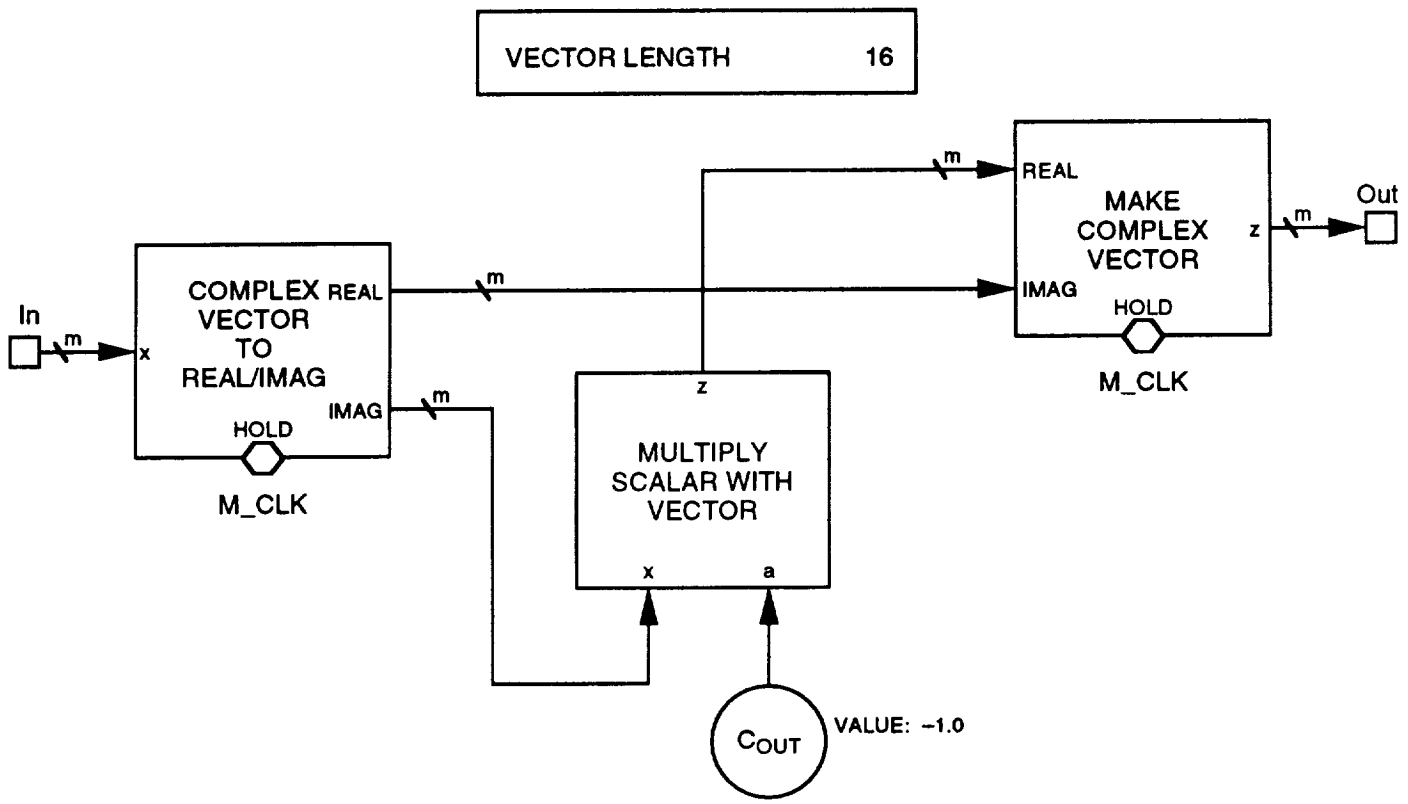 VECTOR LENGTH 16
m
REAL
MAKE
COMPLEX
VECTOR
z
m
Out
IMAG
HOLD
M_CLK
In
m
x
COMPLEX
VECTOR
TO
REAL/IMAG
REAL
m
IMAG
m
HOLD
M_CLK
z
MULTIPLY
SCALAR WITH
VECTOR
x
a
COUT
VALUE: -1.0